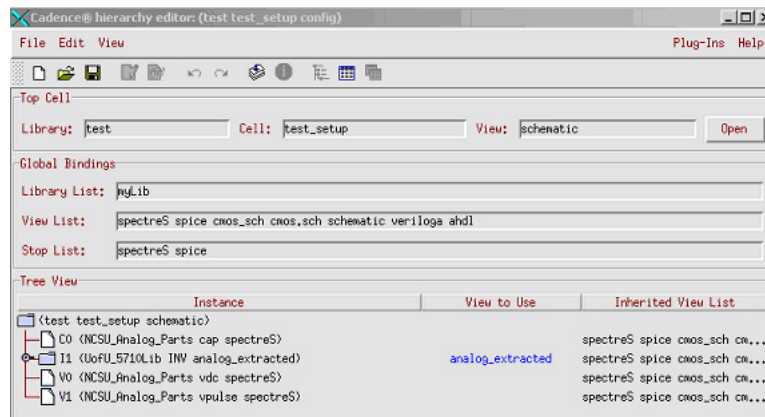 Cadence® hierarchy editor: (test test_setup config)
File Edit View Plug-Ins Help
Top Cell
Library: test Cell: test_setup View: schematic Open
Global Bindings
Library List: myLib
View List: spectreS spice cmos_sch cmos.sch schematic veriloga ahdl
Stop List: spectreS spice
Tree View
Instance View to Use Inherited View List
(test test_setup schematic)
C0 (NCSU_Analog_Parts cap spectreS) spectreS spice cmos_sch cm...
I1 (UofU_5710Lib INV analog_extracted) analog_extracted spectreS spice cmos_sch cm...
V0 (NCSU_Analog_Parts vdc spectreS) spectreS spice cmos_sch cm...
V1 (NCSU_Analog_Parts vpulse spectreS) spectreS spice cmos_sch cm...